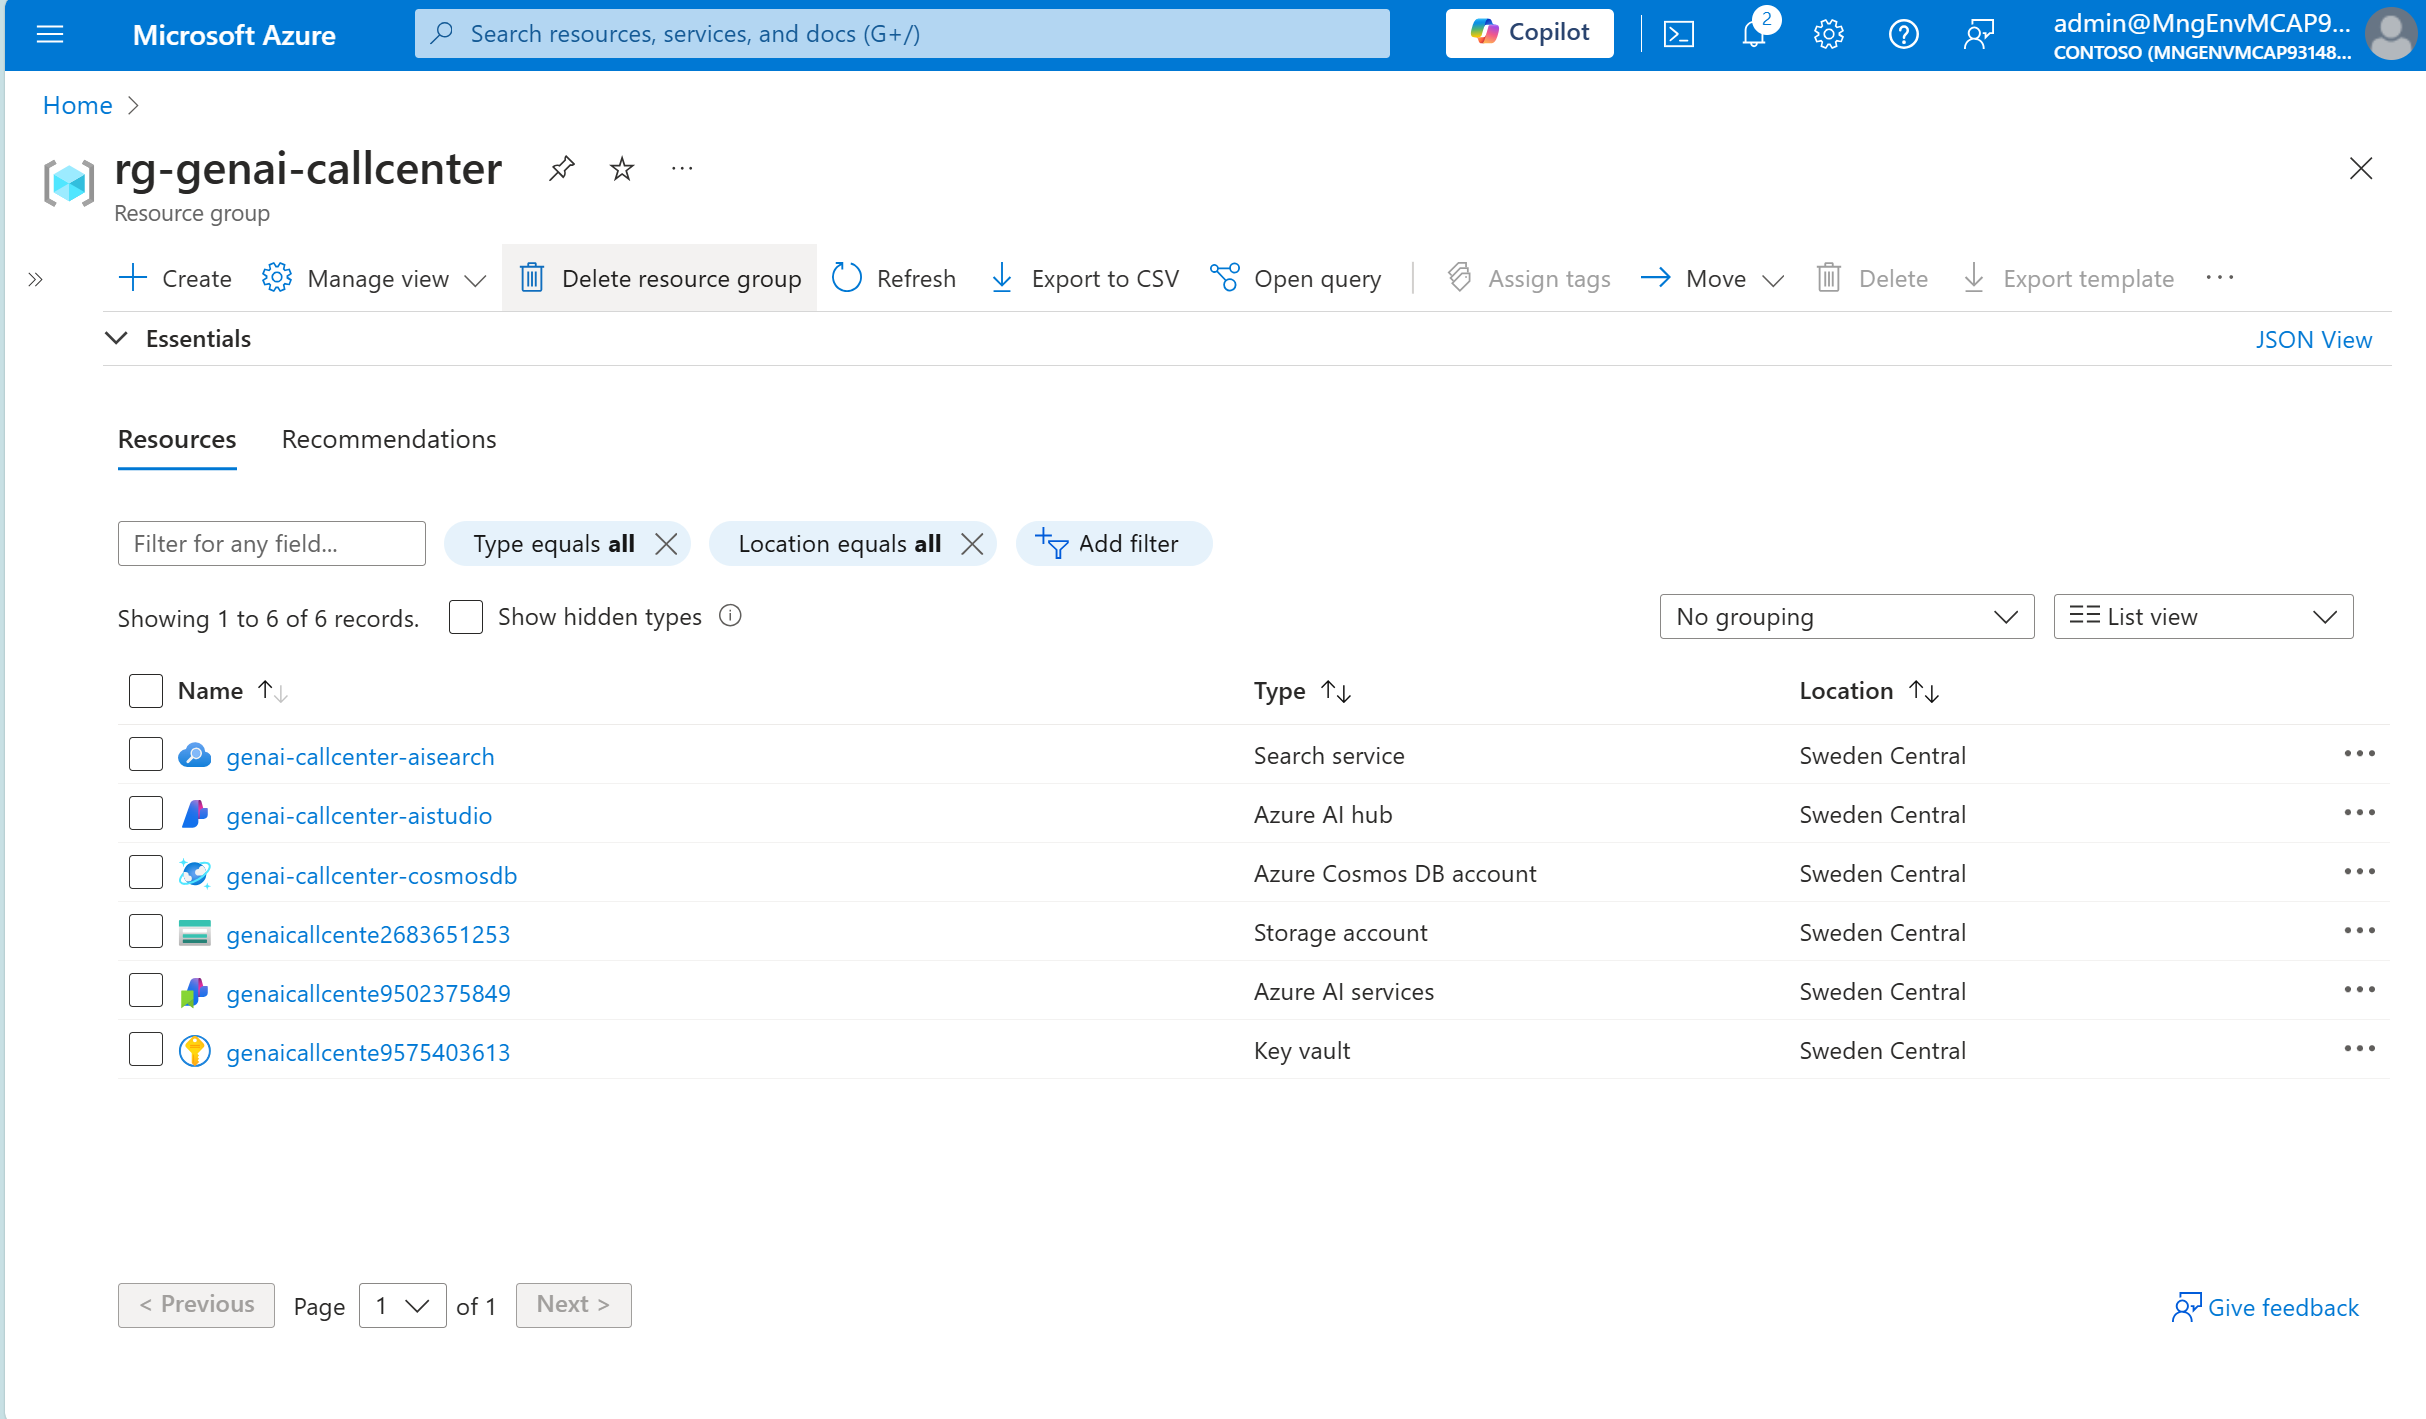 Microsoft Azure
Search resources, services, and docs (G+/)
Copilot
2
admin@MngEnvMCAP9...
CONTOSO (MNGENVMCAP93148...
Home
rg-genai-callcenter
Resource group
Create
Manage view
Delete resource group
Refresh
Export to CSV
Open query
Assign tags
Move
Delete
Export template
Essentials
JSON View
Resources
Recommendations
Filter for any field...
Type equals all
Location equals all
Add filter
Showing 1 to 6 of 6 records.
Show hidden types
No grouping
List view
Name Type Location
genai-callcenter-aisearch Search service Sweden Central
genai-callcenter-aistudio Azure AI hub Sweden Central
genai-callcenter-cosmosdb Azure Cosmos DB account Sweden Central
genaicallcente2683651253 Storage account Sweden Central
genaicallcente9502375849 Azure AI services Sweden Central
genaicallcente9575403613 Key vault Sweden Central
< Previous Page 1 of 1 Next >
Give feedback